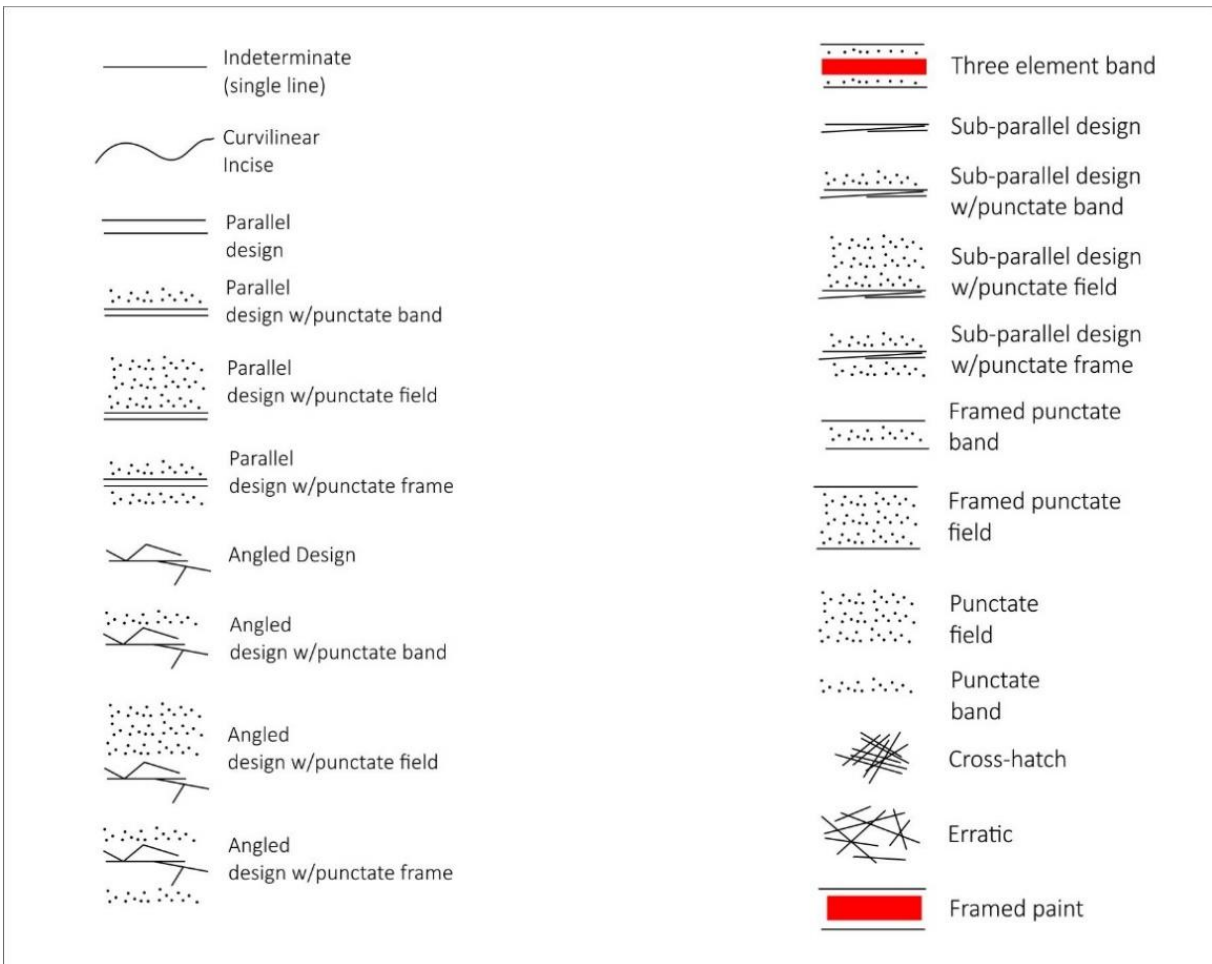 Indeterminate
(single line)
Curvilinear
Incise
Parallel
design
Parallel
design w/punctate band
Parallel
design w/punctate field
Parallel
design w/punctate frame
Angled Design
Angled
design w/punctate band
Angled
design w/punctate field
Angled
design w/punctate frame
Three element band
Sub-parallel design
Sub-parallel design
w/punctate band
Sub-parallel design
w/punctate field
Sub-parallel design
w/punctate frame
Framed punctate
band
Framed punctate
field
Punctate
field
Punctate
band
Cross-hatch
Erratic
Framed paint